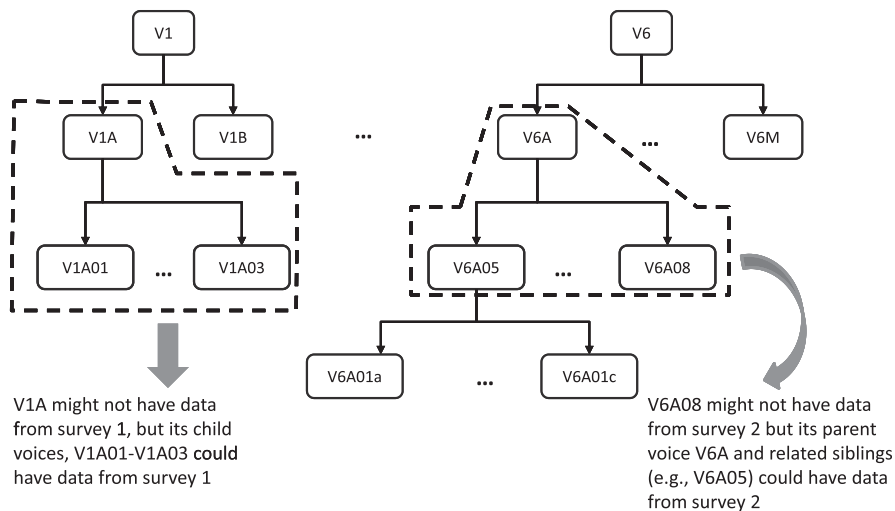 V1
V6
V1A
V1B
...
V6A
...
V6M
V1A01
...
V1A03
V6A05
...
V6A08
V6A01a
...
V6A01c
V1A might not have data
from survey 1, but its child
voices, V1A01-V1A03 could
have data from survey 1
V6A08 might not have data
from survey 2 but its parent
voice V6A and related siblings
(e.g., V6A05) could have data
from survey 2